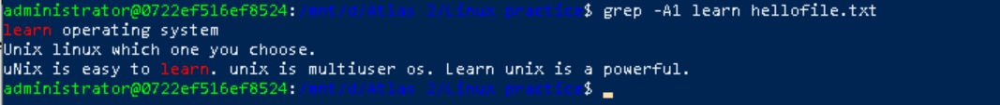 administrator@0722ef516ef8524:/mnt/d/Atlas 2/Linux practice$ grep -A1 learn hellofile.txt
learn operating system
Unix linux which one you choose.
uNix is easy to learn. unix is multiuser os. Learn unix is a powerful.
administrator@0722ef516ef8524:/mnt/d/Atlas 2/Linux practice$